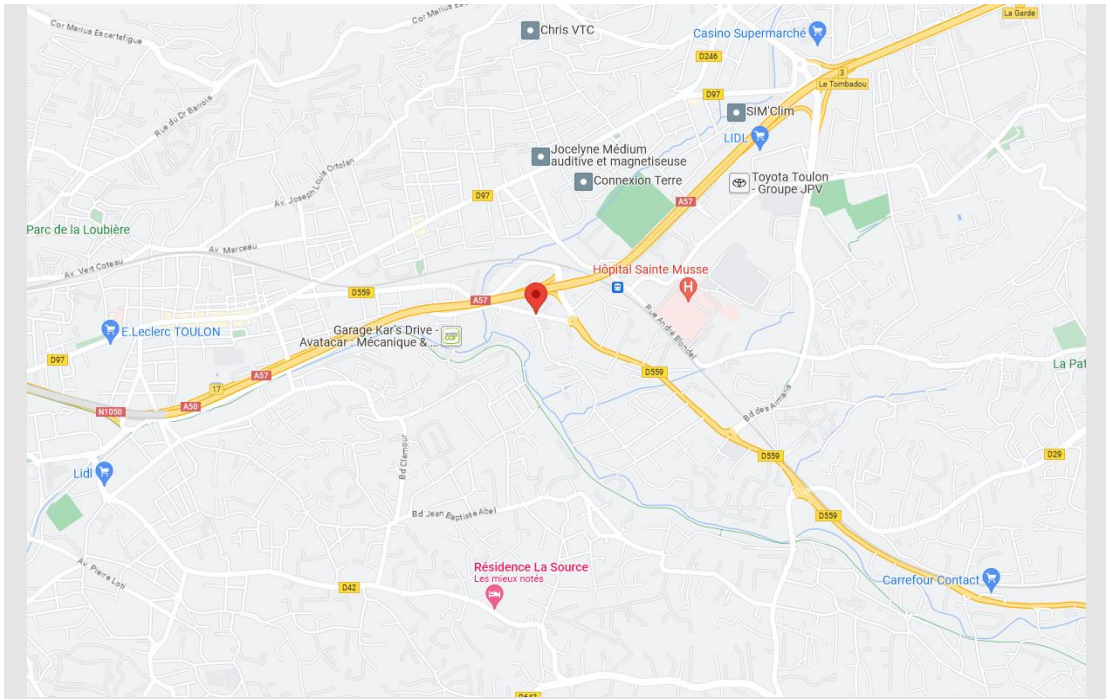 La Garde
Cor Marius Escartefigue
Cor Marius Es
Chris VTC
Casino Supermarché
D246
3
Le Tombadou
D97
Rue du Dr Barrois
SIM'Clim
LIDL
Jocelyne Médium
auditive et magnetiseuse
Connexion Terre
Toyota Toulon
- Groupe JPV
Av. Joseph Louis Ortolan
D97
A57
Parc de la Loubière
Av. Marceau
Av. Vert Coteau
Hôpital Sainte Musse
D559
A57
Rue André Blondel
E.Leclerc TOULON
Garage Kar's Drive -
Avatacar : Mécanique & ...
D97
La Pat
A57
D559
17
A50
N1050
Bd des Armaris
Bd Clamour
D559
D29
Lidl
Bd Jean Baptiste Abel
D559
Av. Pierre Loti
Résidence La Source
Les mieux notés
D42
Carrefour Contact
D642